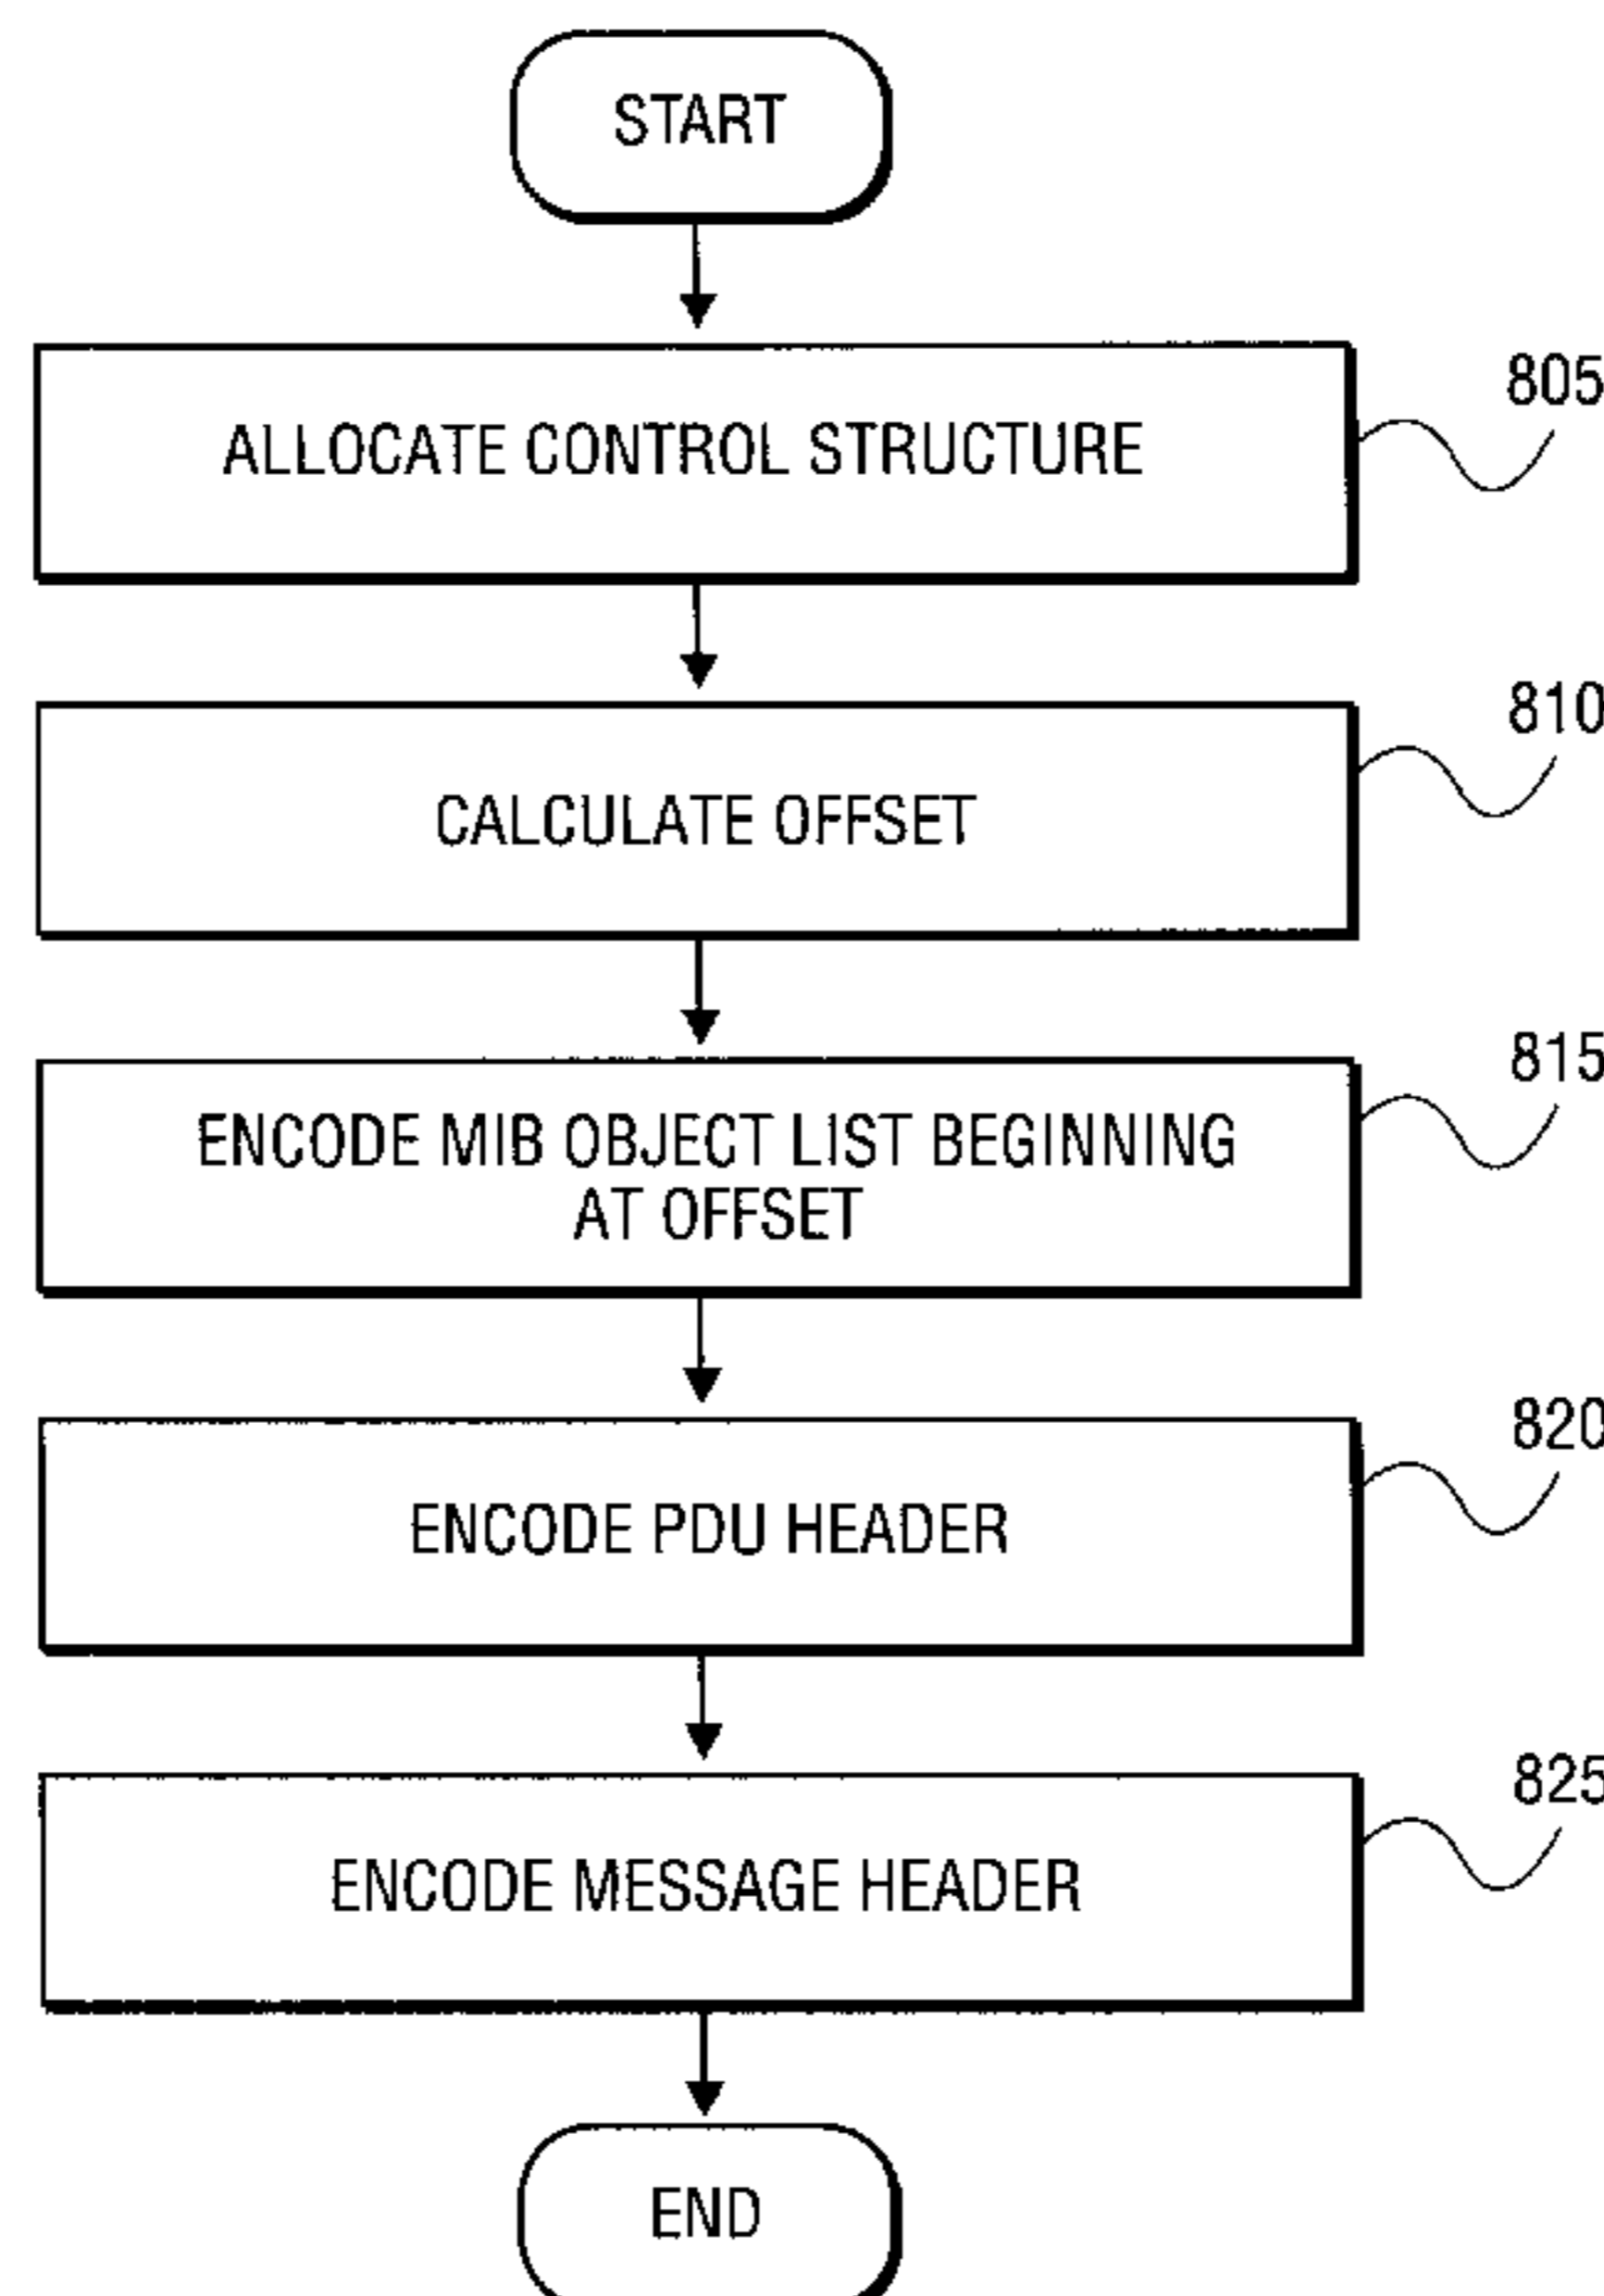 START
805
ALLOCATE CONTROL STRUCTURE
810
CALCULATE OFFSET
815
ENCODE MIB OBJECT LIST BEGINNING
AT OFFSET
820
ENCODE PDU HEADER
825
ENCODE MESSAGE HEADER
END